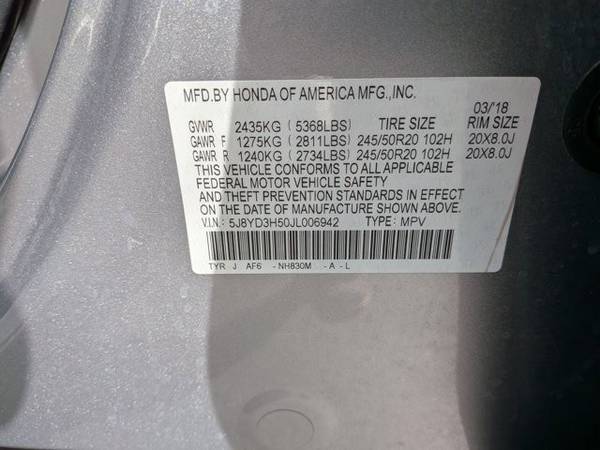 MFD.BY HONDA OF AMERICA MFG.,INC.
03/'18
GVWR 2435KG (5368LBS) TIRE SIZE RIM SIZE
GAWR F 1275KG (2811LBS) 245/50R20 102H 20X8.0J
GAWR R 1240KG (2734LBS) 245/50R20 102H 20X8.0J
THIS VEHICLE CONFORMS TO ALL APPLICABLE
FEDERAL MOTOR VEHICLE SAFETY
AND THEFT PREVENTION STANDARDS IN EFFECT
ON THE DATE OF MANUFACTURE SHOWN ABOVE.
V.I.N: 5J8YD3H50JL006942 TYPE: MPV
TYR J AF6 -NH830M -A-L